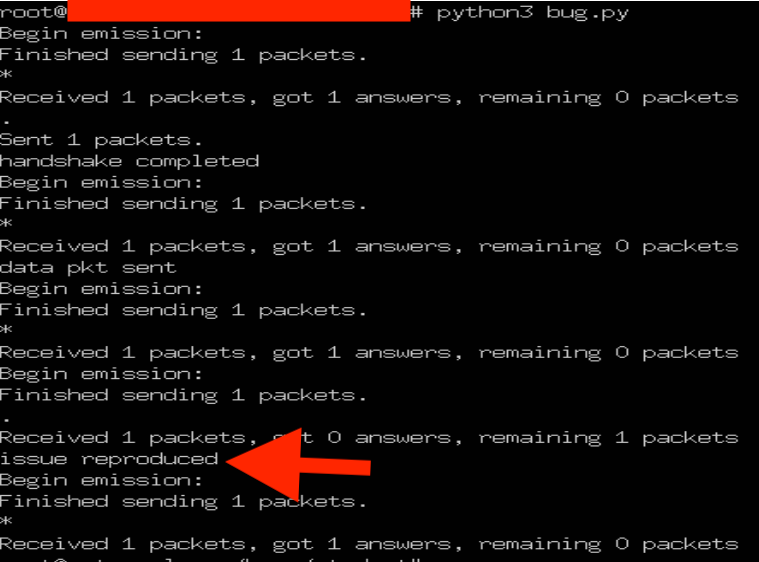 root@ # python3 bug.py
Begin emission:
Finished sending 1 packets.
*
Received 1 packets, got 1 answers, remaining 0 packets
.
Sent 1 packets.
handshake completed
Begin emission:
Finished sending 1 packets.
*
Received 1 packets, got 1 answers, remaining 0 packets
data pkt sent
Begin emission:
Finished sending 1 packets.
*
Received 1 packets, got 1 answers, remaining 0 packets
Begin emission:
Finished sending 1 packets.
.
Received 1 packets, got 0 answers, remaining 1 packets
issue reproduced
Begin emission:
Finished sending 1 packets.
*
Received 1 packets, got 1 answers, remaining 0 packets